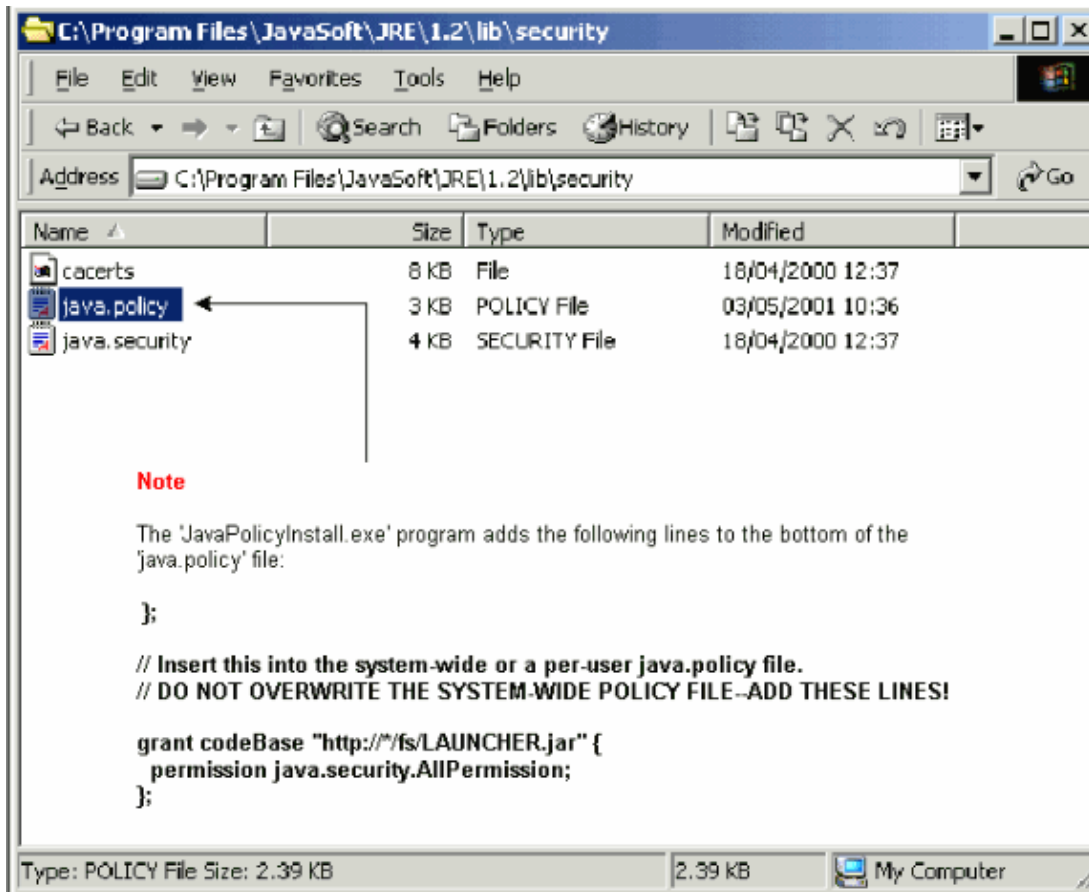 C:\Program Files\JavaSoft\JRE\1.2\lib\security
File Edit View Favorites Tools Help
Back Search Folders History
Address C:\Program Files\JavaSoft\JRE\1.2\lib\security Go
Name Size Type Modified
cacerts 8 KB File 18/04/2000 12:37
java.policy 3 KB POLICY File 03/05/2001 10:36
java.security 4 KB SECURITY File 18/04/2000 12:37
Note
The 'JavaPolicyInstall.exe' program adds the following lines to the bottom of the
'java.policy' file:
};
// Insert this into the system-wide or a per-user java.policy file.
// DO NOT OVERWRITE THE SYSTEM-WIDE POLICY FILE--ADD THESE LINES!
grant codeBase "http://*/fs/LAUNCHER.jar" {
permission java.security.AllPermission;
};
Type: POLICY File Size: 2.39 KB 2.39 KB My Computer